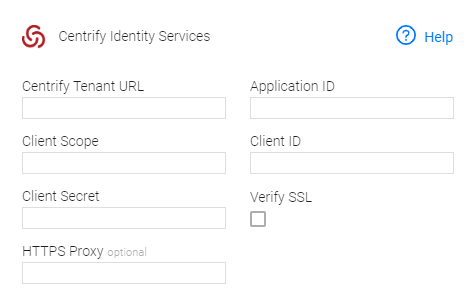 Centrify Identity Services
Help
Centrify Tenant URL
Application ID
Client Scope
Client ID
Client Secret
Verify SSL
HTTPS Proxy optional